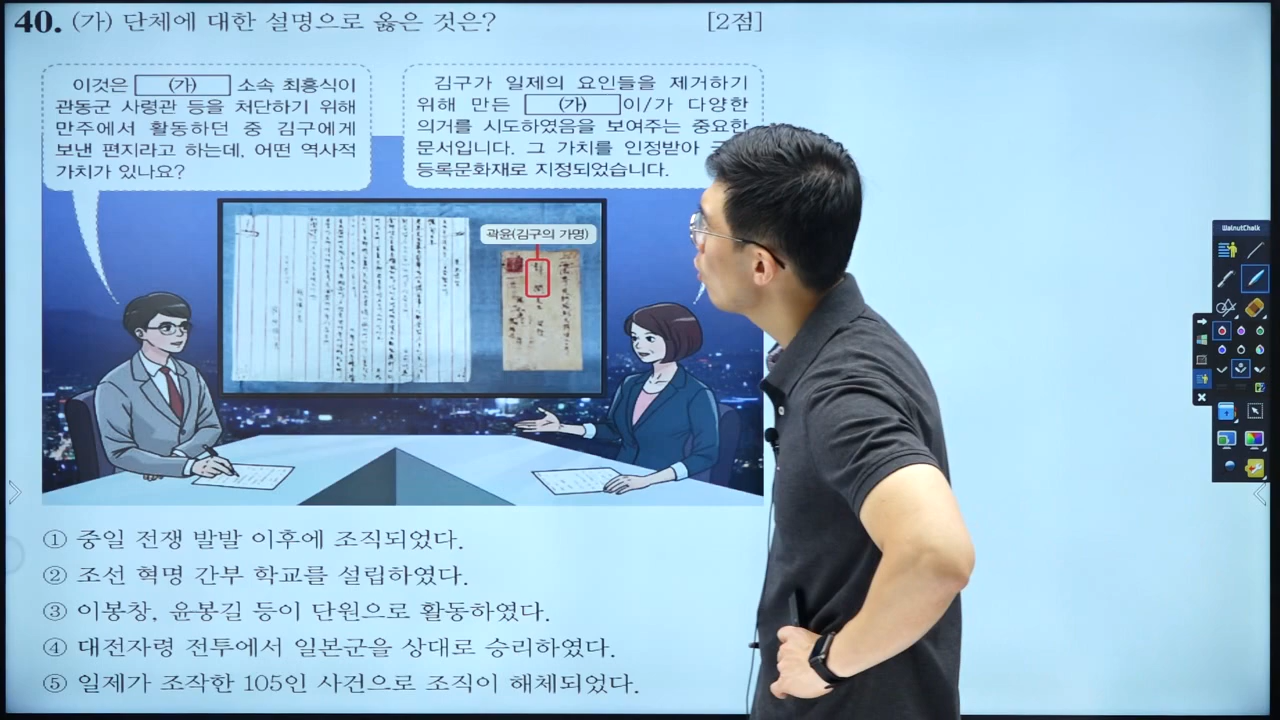 40. (가) 단체에 대한 설명으로 옳은 것은? [2점]
이것은 (가) 소속 최흥식이
관동군 사령관 등을 처단하기 위해
만주에서 활동하던 중 김구에게
보낸 편지라고 하는데, 어떤 역사적
가치가 있나요?
김구가 일제의 요인들을 제거하기
위해 만든 (가) 이/가 다양한
의거를 시도하였음을 보여주는 중요한
문서입니다. 그 가치를 인정받아
등록문화재로 지정되었습니다.
곽윤(김구의 가명)
① 중일 전쟁 발발 이후에 조직되었다.
② 조선 혁명 간부 학교를 설립하였다.
③ 이봉창, 윤봉길 등이 단원으로 활동하였다.
④ 대전자령 전투에서 일본군을 상대로 승리하였다.
⑤ 일제가 조작한 105인 사건으로 조직이 해체되었다.
WalnutChalk